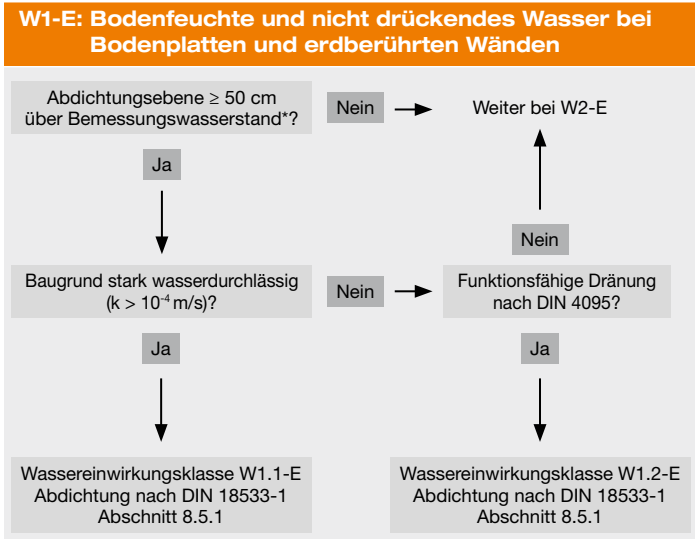 W1-E: Bodenfeuchte und nicht drückendes Wasser bei
Bodenplatten und erdberührten Wänden
Abdichtungsebene ≥ 50 cm
über Bemessungswasserstand*?
Nein
Weiter bei W2-E
Ja
Nein
Baugrund stark wasserdurchlässig
(k > 10⁻⁴ m/s)?
Nein
Funktionsfähige Dränung
nach DIN 4095?
Ja
Ja
Wassereinwirkungsklasse W1.1-E
Abdichtung nach DIN 18533-1
Abschnitt 8.5.1
Wassereinwirkungsklasse W1.2-E
Abdichtung nach DIN 18533-1
Abschnitt 8.5.1